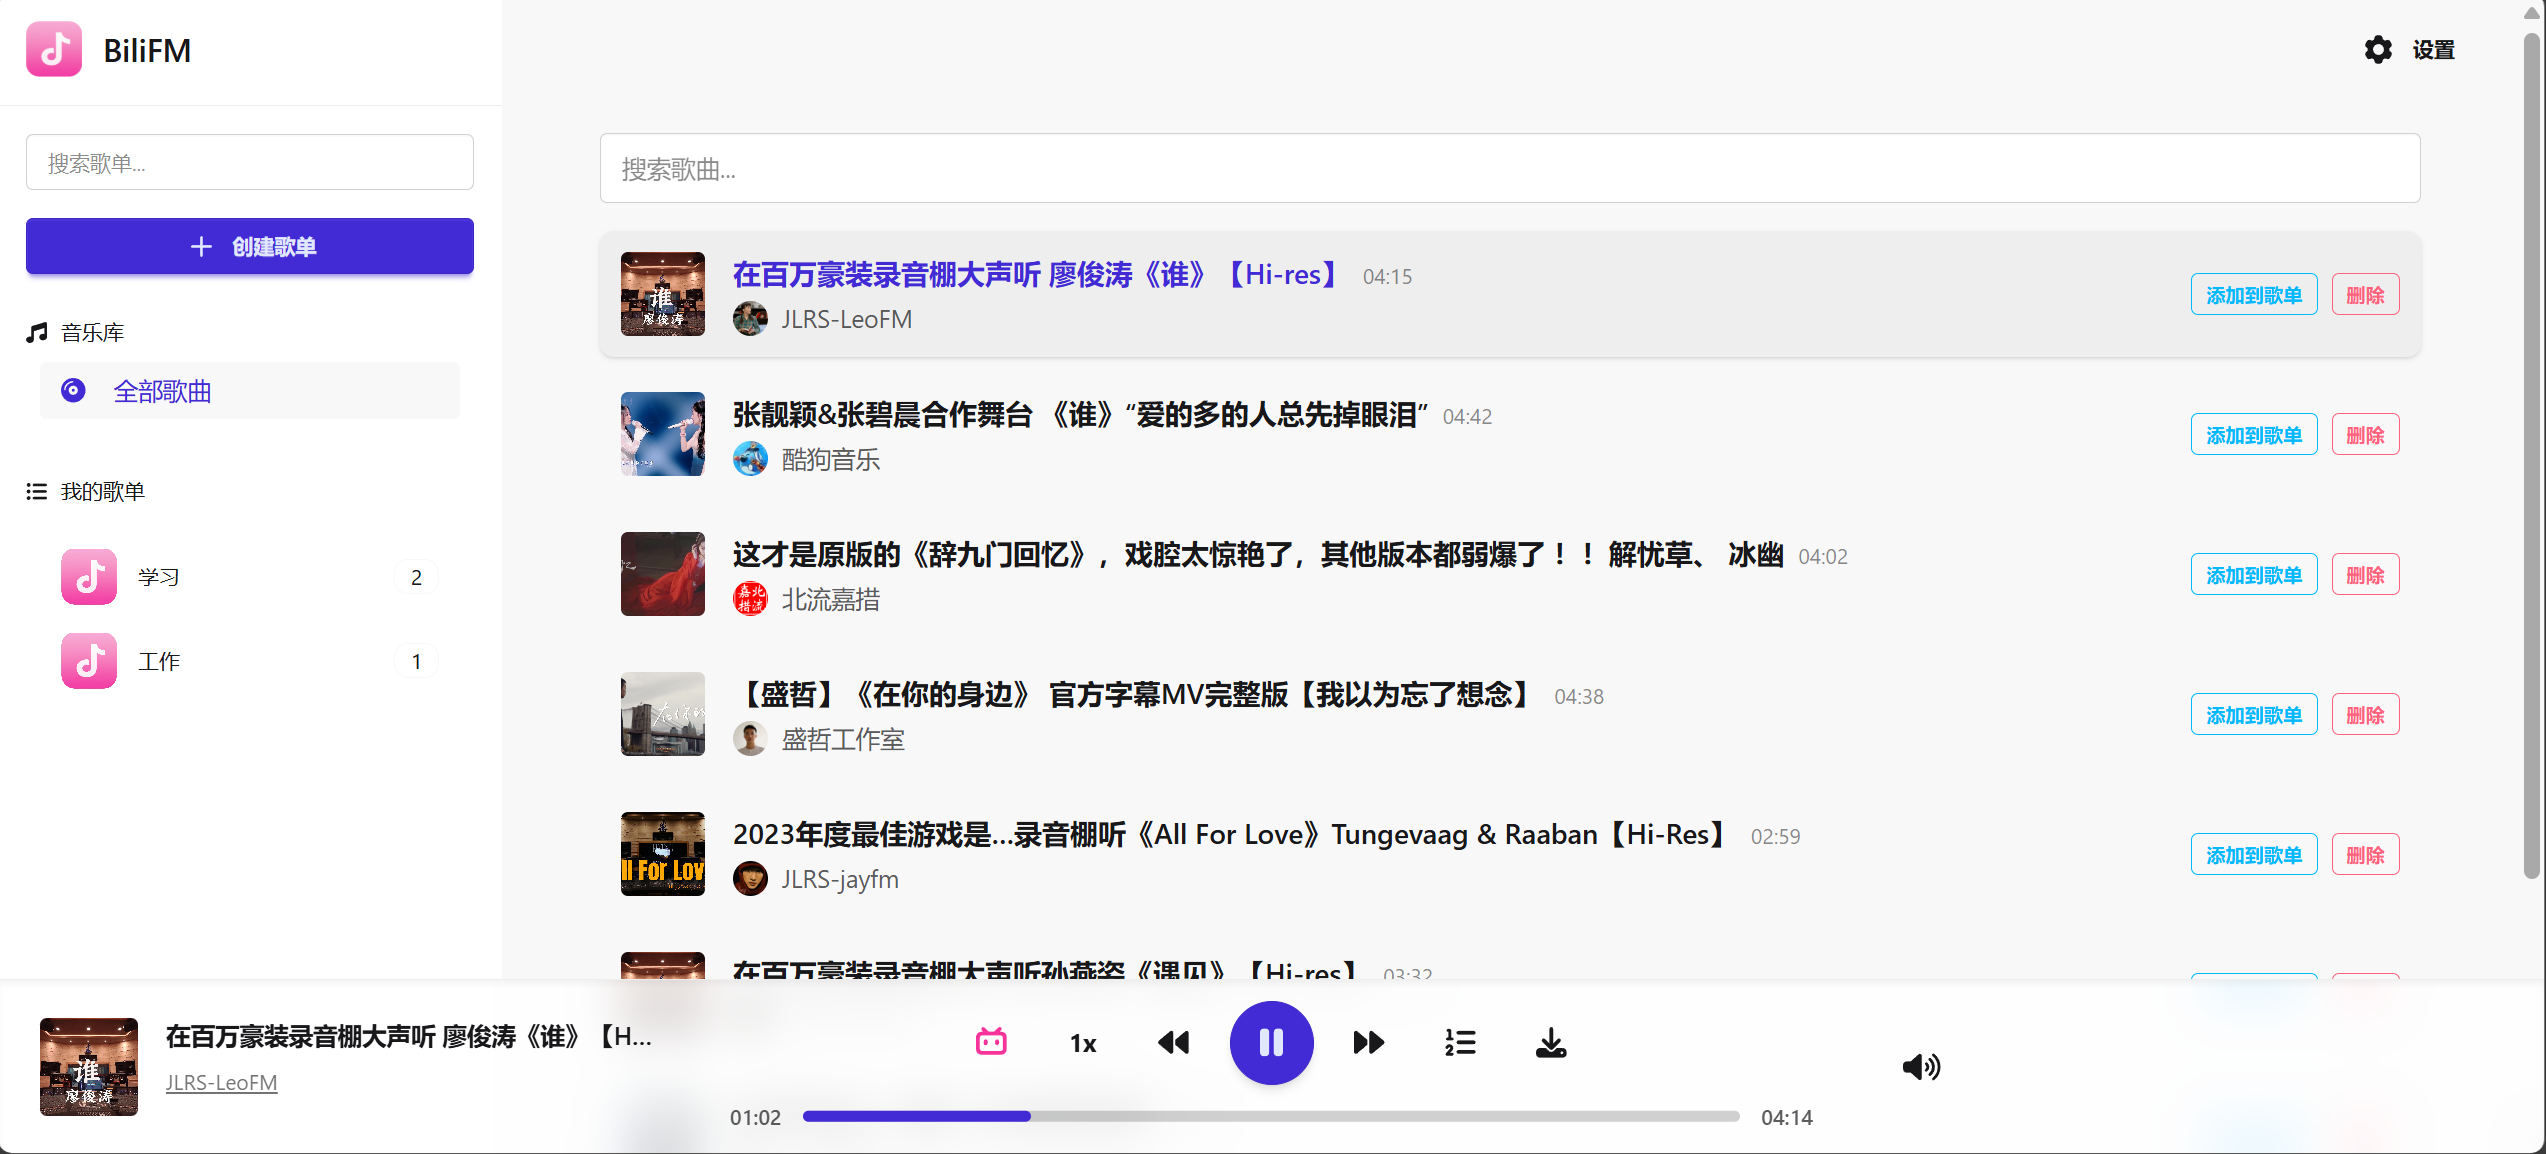 BiliFM
设置
搜索歌单...
创建歌单
音乐库
全部歌曲
我的歌单
学习 2
工作 1
搜索歌曲...
谁
廖俊涛
在百万豪装录音棚大声听 廖俊涛《谁》【Hi-res】 04:15
JLRS-LeoFM
添加到歌单 删除
张靓颖&张碧晨合作舞台 《谁》“爱的多的人总先掉眼泪” 04:42
酷狗音乐
添加到歌单 删除
这才是原版的《辞九门回忆》，戏腔太惊艳了，其他版本都弱爆了！！解忧草、 冰幽 04:02
北流嘉措
添加到歌单 删除
【盛哲】《在你的身边》 官方字幕MV完整版【我以为忘了想念】 04:38
盛哲工作室
添加到歌单 删除
ll For Lov
2023年度最佳游戏是...录音棚听《All For Love》Tungevaag & Raaban【Hi-Res】 02:59
JLRS-jayfm
添加到歌单 删除
在百万豪装录音棚大声听孙燕姿《遇见》【Hi-res】 03:32
谁
廖俊涛
在百万豪装录音棚大声听 廖俊涛《谁》【H...
JLRS-LeoFM
1x
01:02
04:14